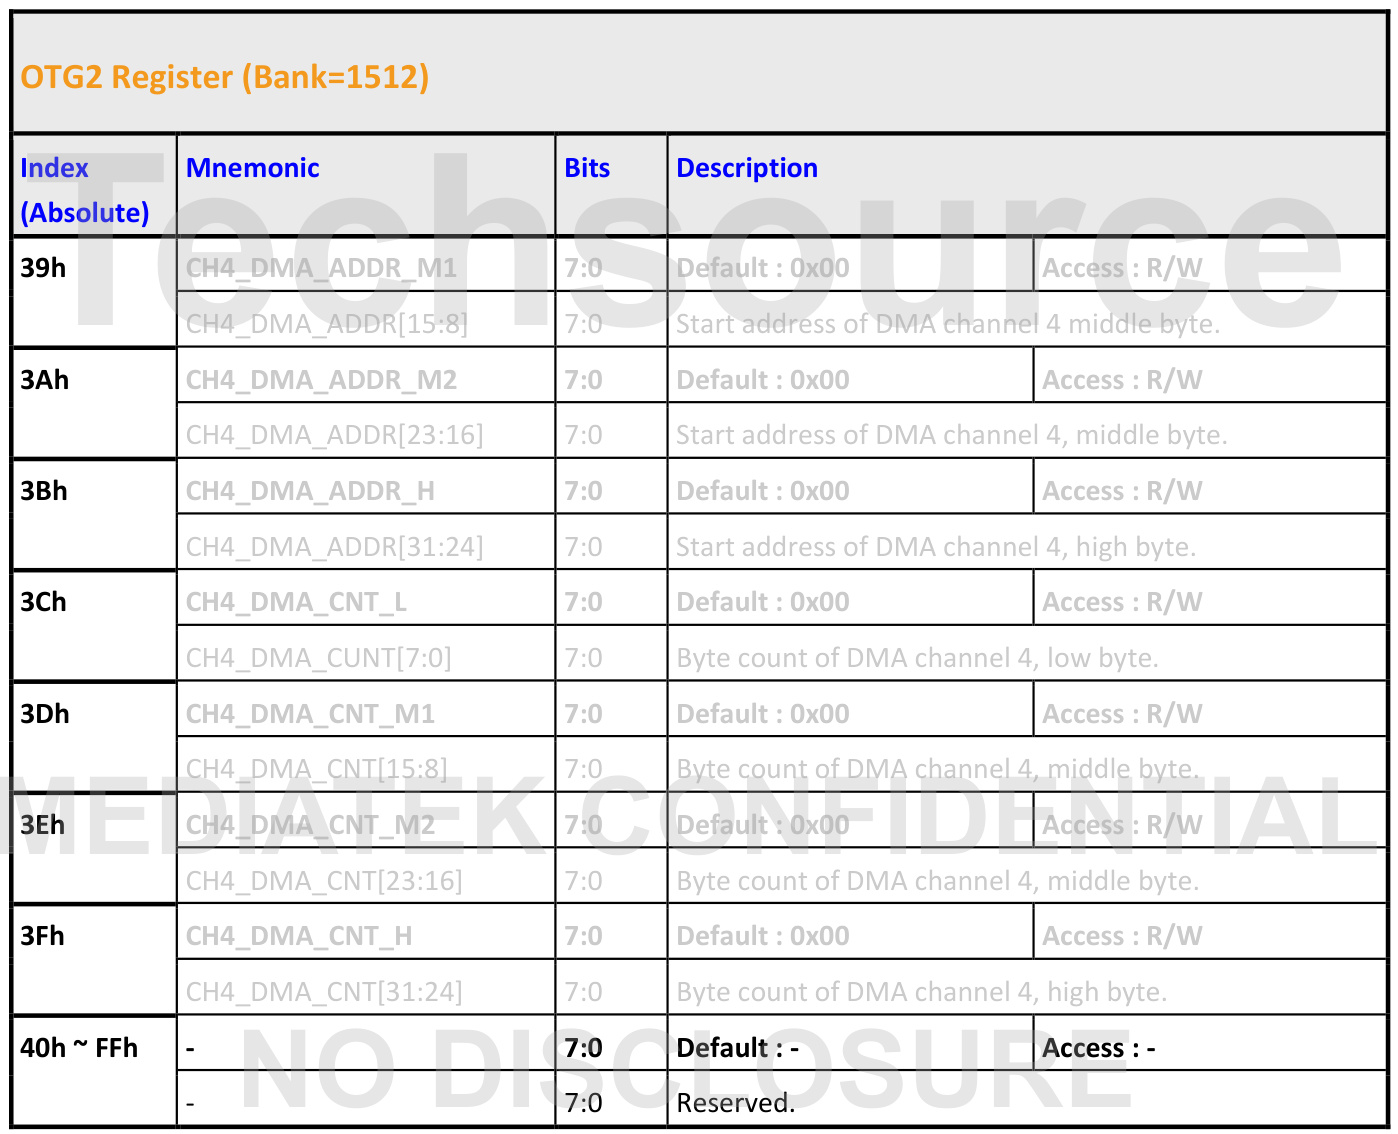 OTG2 Register (Bank=1512)
Index (Absolute) Mnemonic Bits Description
39h CH4_DMA_ADDR_M1 7:0 Default : 0x00 Access : R/W
CH4_DMA_ADDR[15:8] 7:0 Start address of DMA channel 4 middle byte.
3Ah CH4_DMA_ADDR_M2 7:0 Default : 0x00 Access : R/W
CH4_DMA_ADDR[23:16] 7:0 Start address of DMA channel 4, middle byte.
3Bh CH4_DMA_ADDR_H 7:0 Default : 0x00 Access : R/W
CH4_DMA_ADDR[31:24] 7:0 Start address of DMA channel 4, high byte.
3Ch CH4_DMA_CNT_L 7:0 Default : 0x00 Access : R/W
CH4_DMA_CUNT[7:0] 7:0 Byte count of DMA channel 4, low byte.
3Dh CH4_DMA_CNT_M1 7:0 Default : 0x00 Access : R/W
CH4_DMA_CNT[15:8] 7:0 Byte count of DMA channel 4, middle byte.
3Eh CH4_DMA_CNT_M2 7:0 Default : 0x00 Access : R/W
CH4_DMA_CNT[23:16] 7:0 Byte count of DMA channel 4, middle byte.
3Fh CH4_DMA_CNT_H 7:0 Default : 0x00 Access : R/W
CH4_DMA_CNT[31:24] 7:0 Byte count of DMA channel 4, high byte.
40h ~ FFh - 7:0 Default : - Access : -
- 7:0 Reserved.
Techsource
MEDIATEK CONFIDENTIAL
NO DISCLOSURE